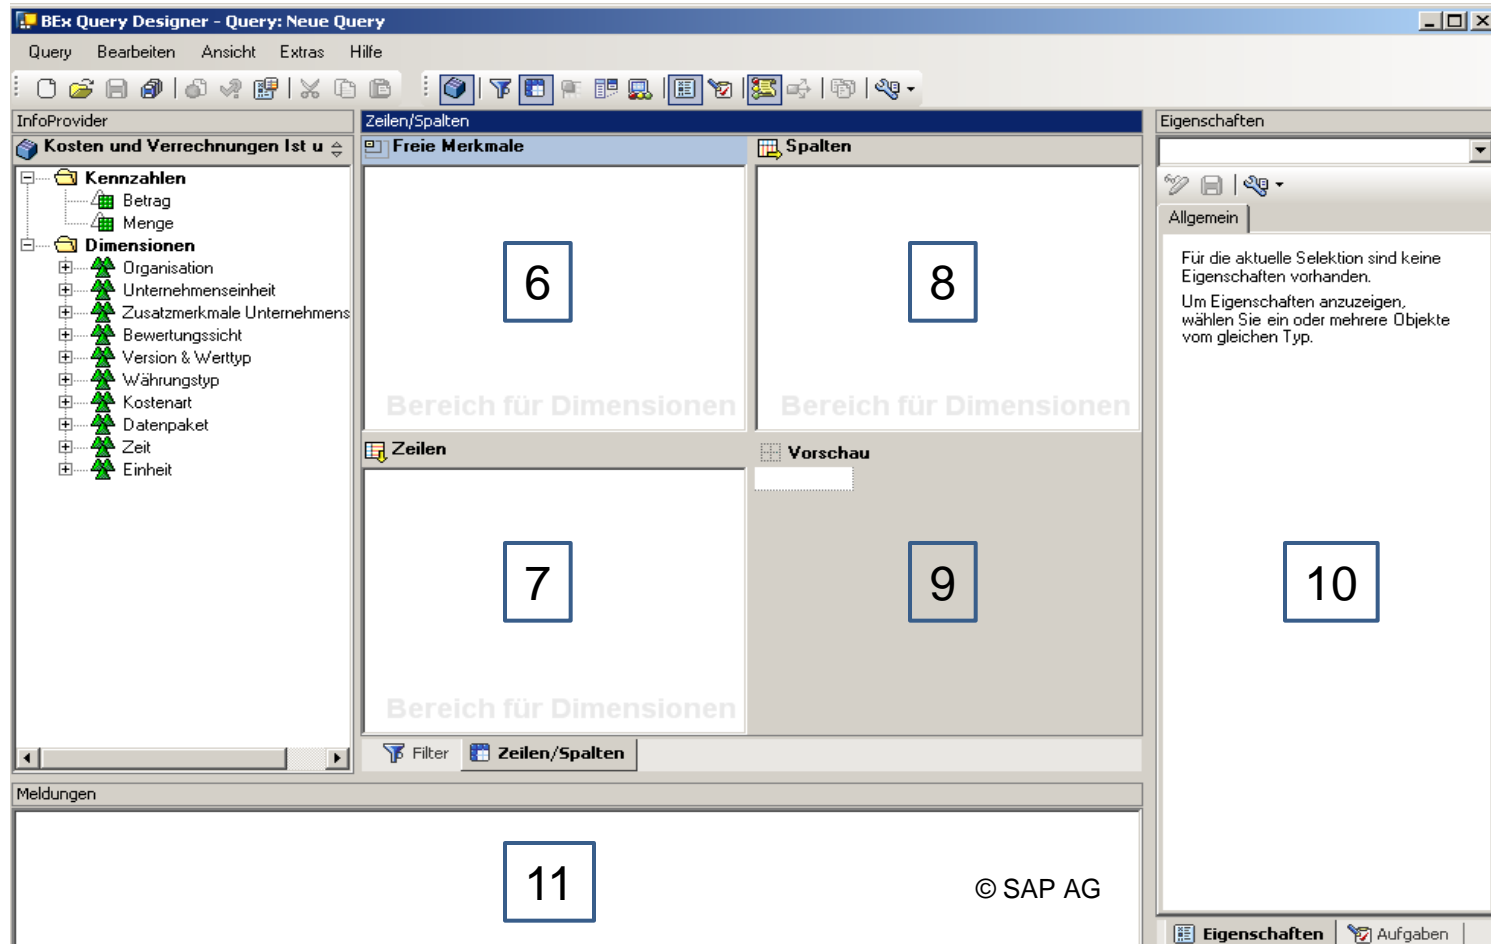 BEx Query Designer - Query: Neue Query
Query Bearbeiten Ansicht Extras Hilfe
InfoProvider
Kosten und Verrechnungen Ist u
Kennzahlen
Betrag
Menge
Dimensionen
Organisation
Unternehmenseinheit
Zusatzmerkmale Unternehmens
Bewertungssicht
Version & Werttyp
Währungstyp
Kostenart
Datenpaket
Zeit
Einheit
Zeilen/Spalten
Freie Merkmale
6
Bereich für Dimensionen
Spalten
8
Bereich für Dimensionen
Zeilen
7
Bereich für Dimensionen
Vorschau
9
Filter Zeilen/Spalten
Eigenschaften
Allgemein
Für die aktuelle Selektion sind keine
Eigenschaften vorhanden.
Um Eigenschaften anzuzeigen,
wählen Sie ein oder mehrere Objekte
vom gleichen Typ.
10
Eigenschaften Aufgaben
Meldungen
11
© SAP AG